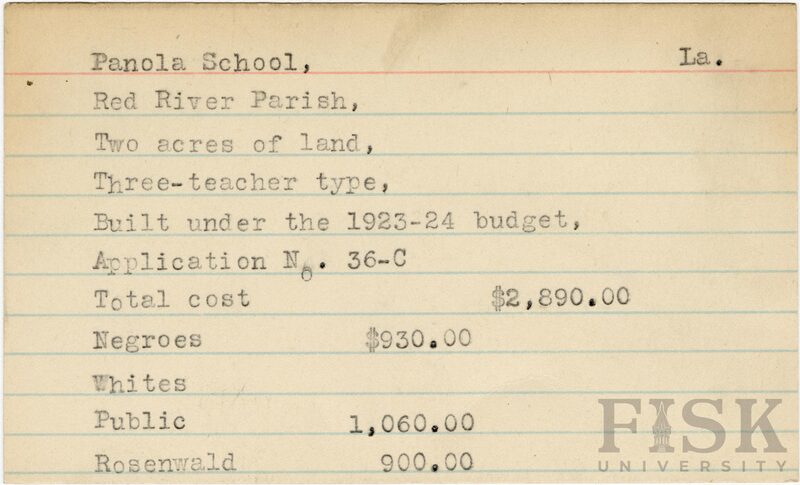 Panola School, La.
Red River Parish,
Two acres of land,
Three-teacher type,
Built under the 1923-24 budget,
Application No. 36-C
Total cost $2,890.00
Negroes $930.00
Whites
Public 1,060.00
Rosenwald 900.00
FISK
UNIVERSITY